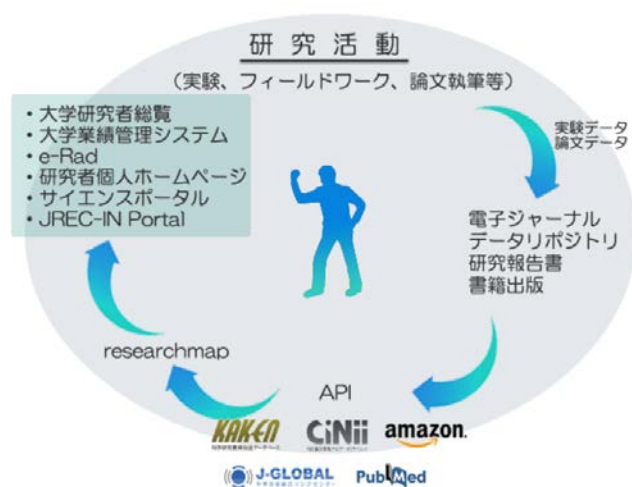 研究活動
（実験、フィールドワーク、論文執筆等）
・大学研究者総覧
・大学業績管理システム
・e-Rad
・研究者個人ホームページ
・サイエンスポータル
・JREC-IN Portal
実験データ
論文データ
電子ジャーナル
データリポジトリ
研究報告書
書籍出版
researchmap
API
KAKEN
CiNii
amazon.
J-GLOBAL
PubMed